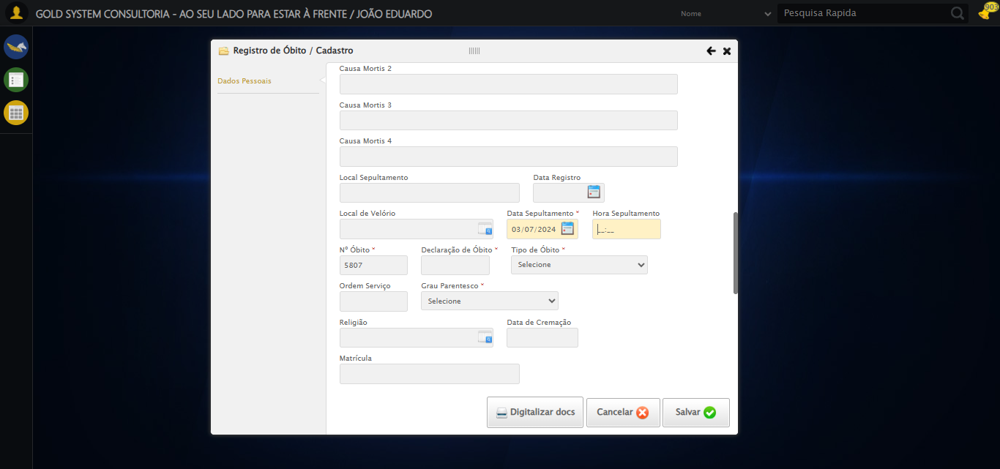 GOLD SYSTEM CONSULTORIA - AO SEU LADO PARA ESTAR À FRENTE / JOÃO EDUARDO
Nome
Pesquisa Rapida
903
Registro de Óbito / Cadastro
Dados Pessoais
Causa Mortis 2
Causa Mortis 3
Causa Mortis 4
Local Sepultamento Data Registro
Local de Velório Data Sepultamento * Hora Sepultamento
03/07/2024 __:__
Nº Óbito * Declaração de Óbito * Tipo de Óbito *
5807 Selecione
Ordem Serviço Grau Parentesco *
Selecione
Religião Data de Cremação
Matrícula
Digitalizar docs Cancelar Salvar